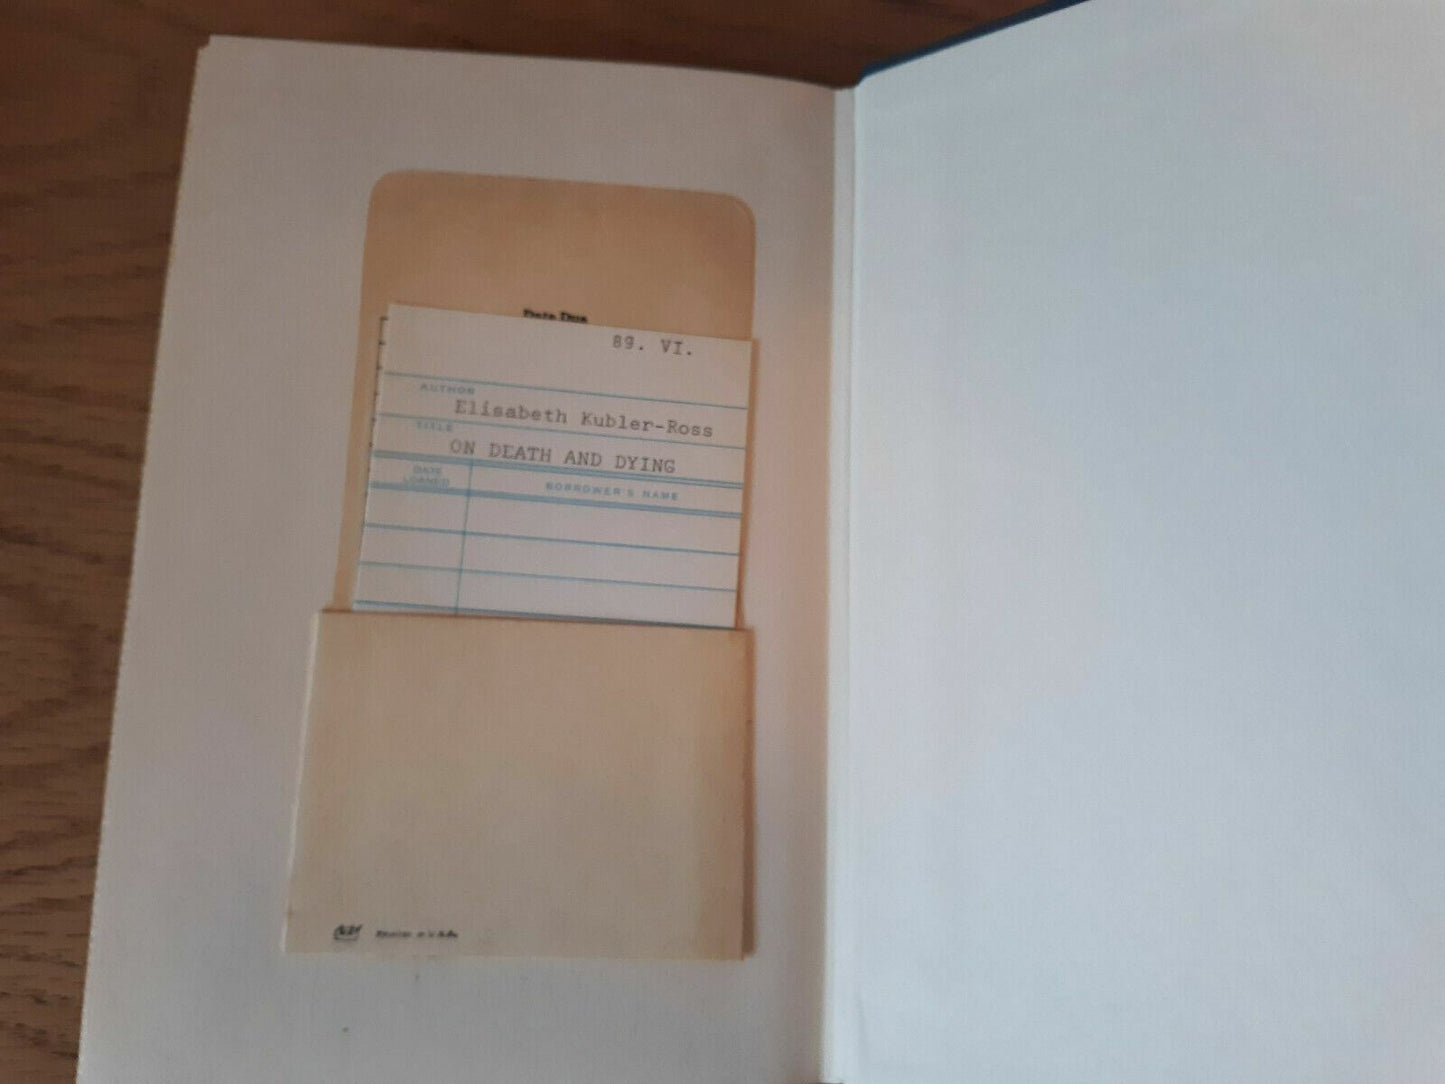 Date Due
89. VI.
AUTHOR
Elisabeth Kubler-Ross
TITLE
ON DEATH AND DYING
DATE LOANED
BORROWER'S NAME